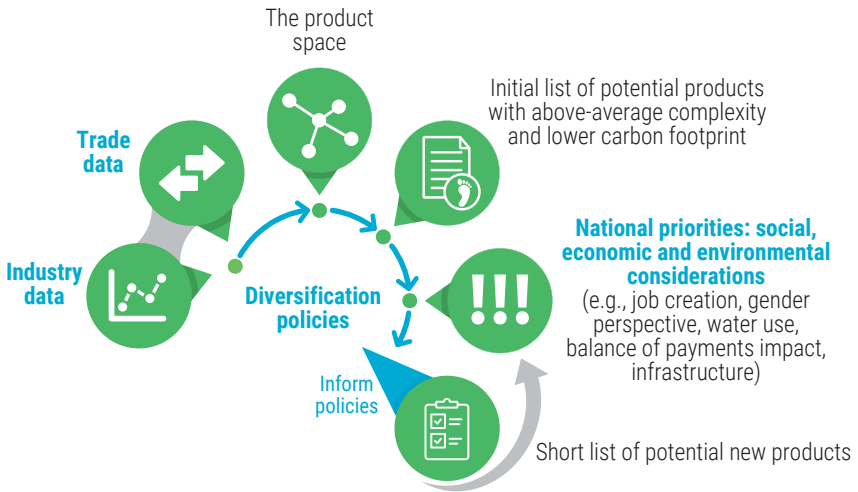 The product
space
Initial list of potential products
with above-average complexity
and lower carbon footprint
Trade
data
Industry
data
Diversification
policies
National priorities: social,
economic and environmental
considerations
(e.g., job creation, gender
perspective, water use,
balance of payments impact,
infrastructure)
Inform
policies
Short list of potential new products